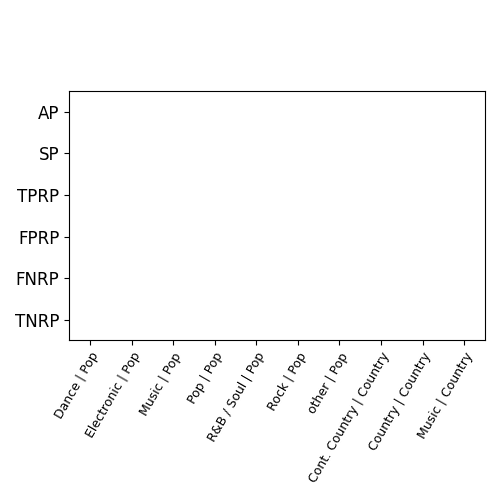 AP
SP
TPRP
FPRP
FNRP
TNRP
Dance | Pop
Electronic | Pop
Music | Pop
Pop | Pop
R&B / Soul | Pop
Rock | Pop
other | Pop
Cont. Country | Country
Country | Country
Music | Country